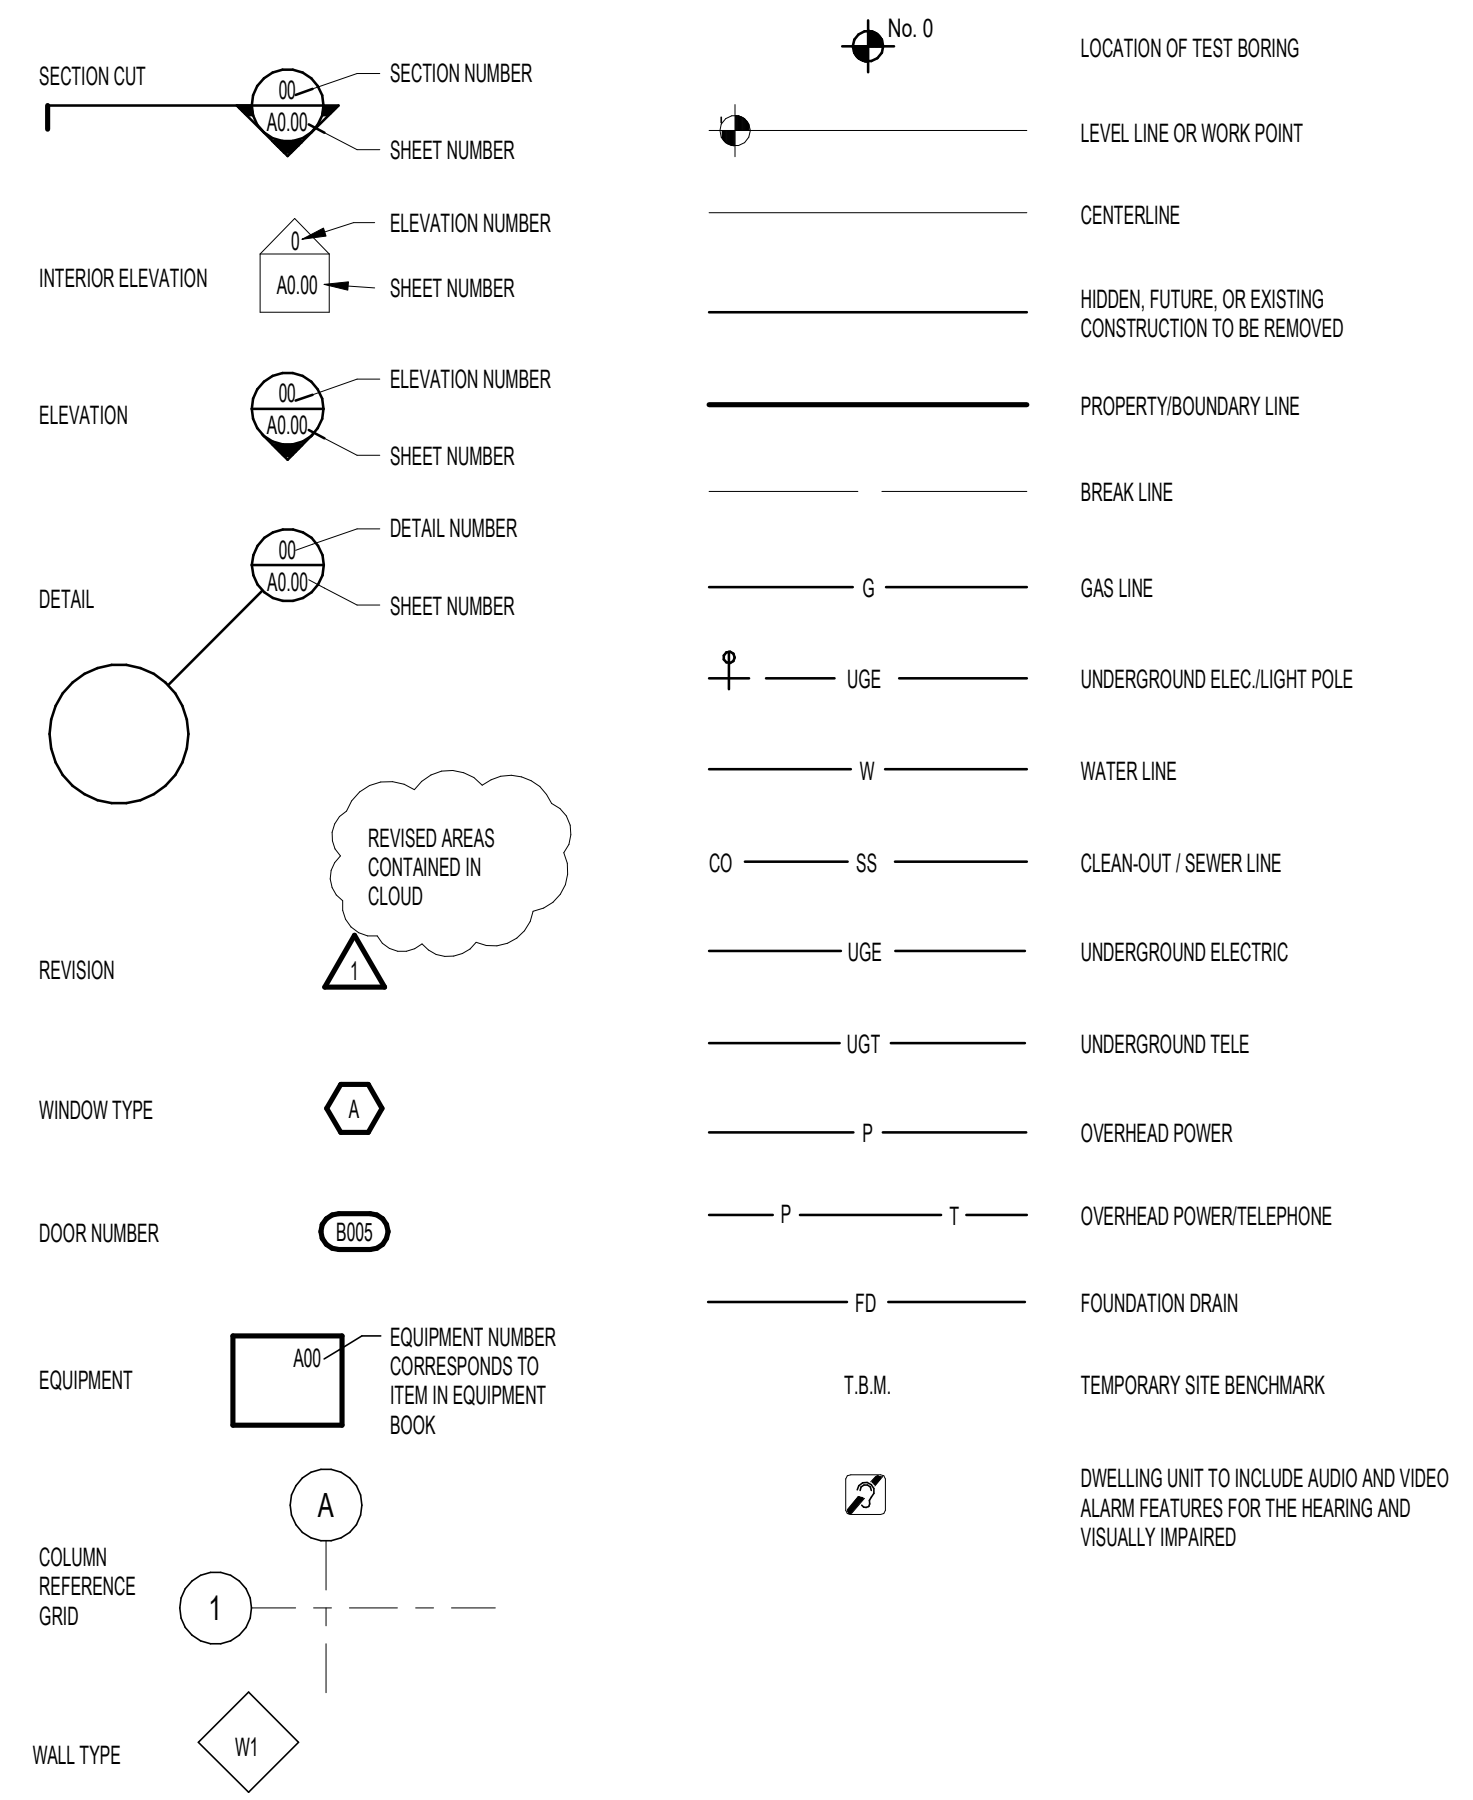 SECTION CUT
00
A0.00
SECTION NUMBER
SHEET NUMBER
INTERIOR ELEVATION
0
A0.00
ELEVATION NUMBER
SHEET NUMBER
ELEVATION
00
A0.00
ELEVATION NUMBER
SHEET NUMBER
DETAIL
00
A0.00
DETAIL NUMBER
SHEET NUMBER
REVISED AREAS
CONTAINED IN
CLOUD
REVISION
1
WINDOW TYPE
A
DOOR NUMBER
B005
EQUIPMENT
A00
EQUIPMENT NUMBER
CORRESPONDS TO
ITEM IN EQUIPMENT
BOOK
COLUMN
REFERENCE
GRID
A
1
WALL TYPE
W1
No. 0
LOCATION OF TEST BORING
LEVEL LINE OR WORK POINT
CENTERLINE
HIDDEN, FUTURE, OR EXISTING
CONSTRUCTION TO BE REMOVED
PROPERTY/BOUNDARY LINE
BREAK LINE
G
GAS LINE
UGE
UNDERGROUND ELEC./LIGHT POLE
W
WATER LINE
CO SS
CLEAN-OUT / SEWER LINE
UGE
UNDERGROUND ELECTRIC
UGT
UNDERGROUND TELE
P
OVERHEAD POWER
P T
OVERHEAD POWER/TELEPHONE
FD
FOUNDATION DRAIN
T.B.M.
TEMPORARY SITE BENCHMARK
DWELLING UNIT TO INCLUDE AUDIO AND VIDEO
ALARM FEATURES FOR THE HEARING AND
VISUALLY IMPAIRED